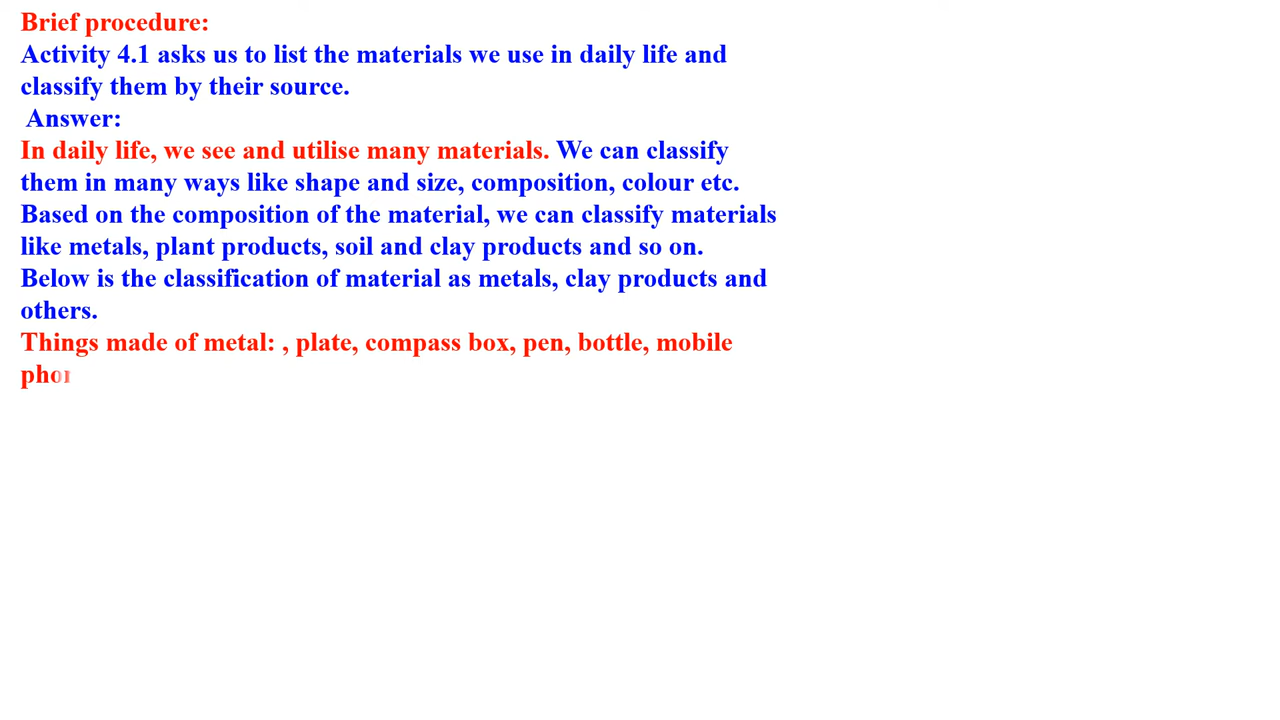 Brief procedure:
Activity 4.1 asks us to list the materials we use in daily life and
classify them by their source.
Answer:
In daily life, we see and utilise many materials. We can classify
them in many ways like shape and size, composition, colour etc.
Based on the composition of the material, we can classify materials
like metals, plant products, soil and clay products and so on.
Below is the classification of material as metals, clay products and
others.
Things made of metal: , plate, compass box, pen, bottle, mobile